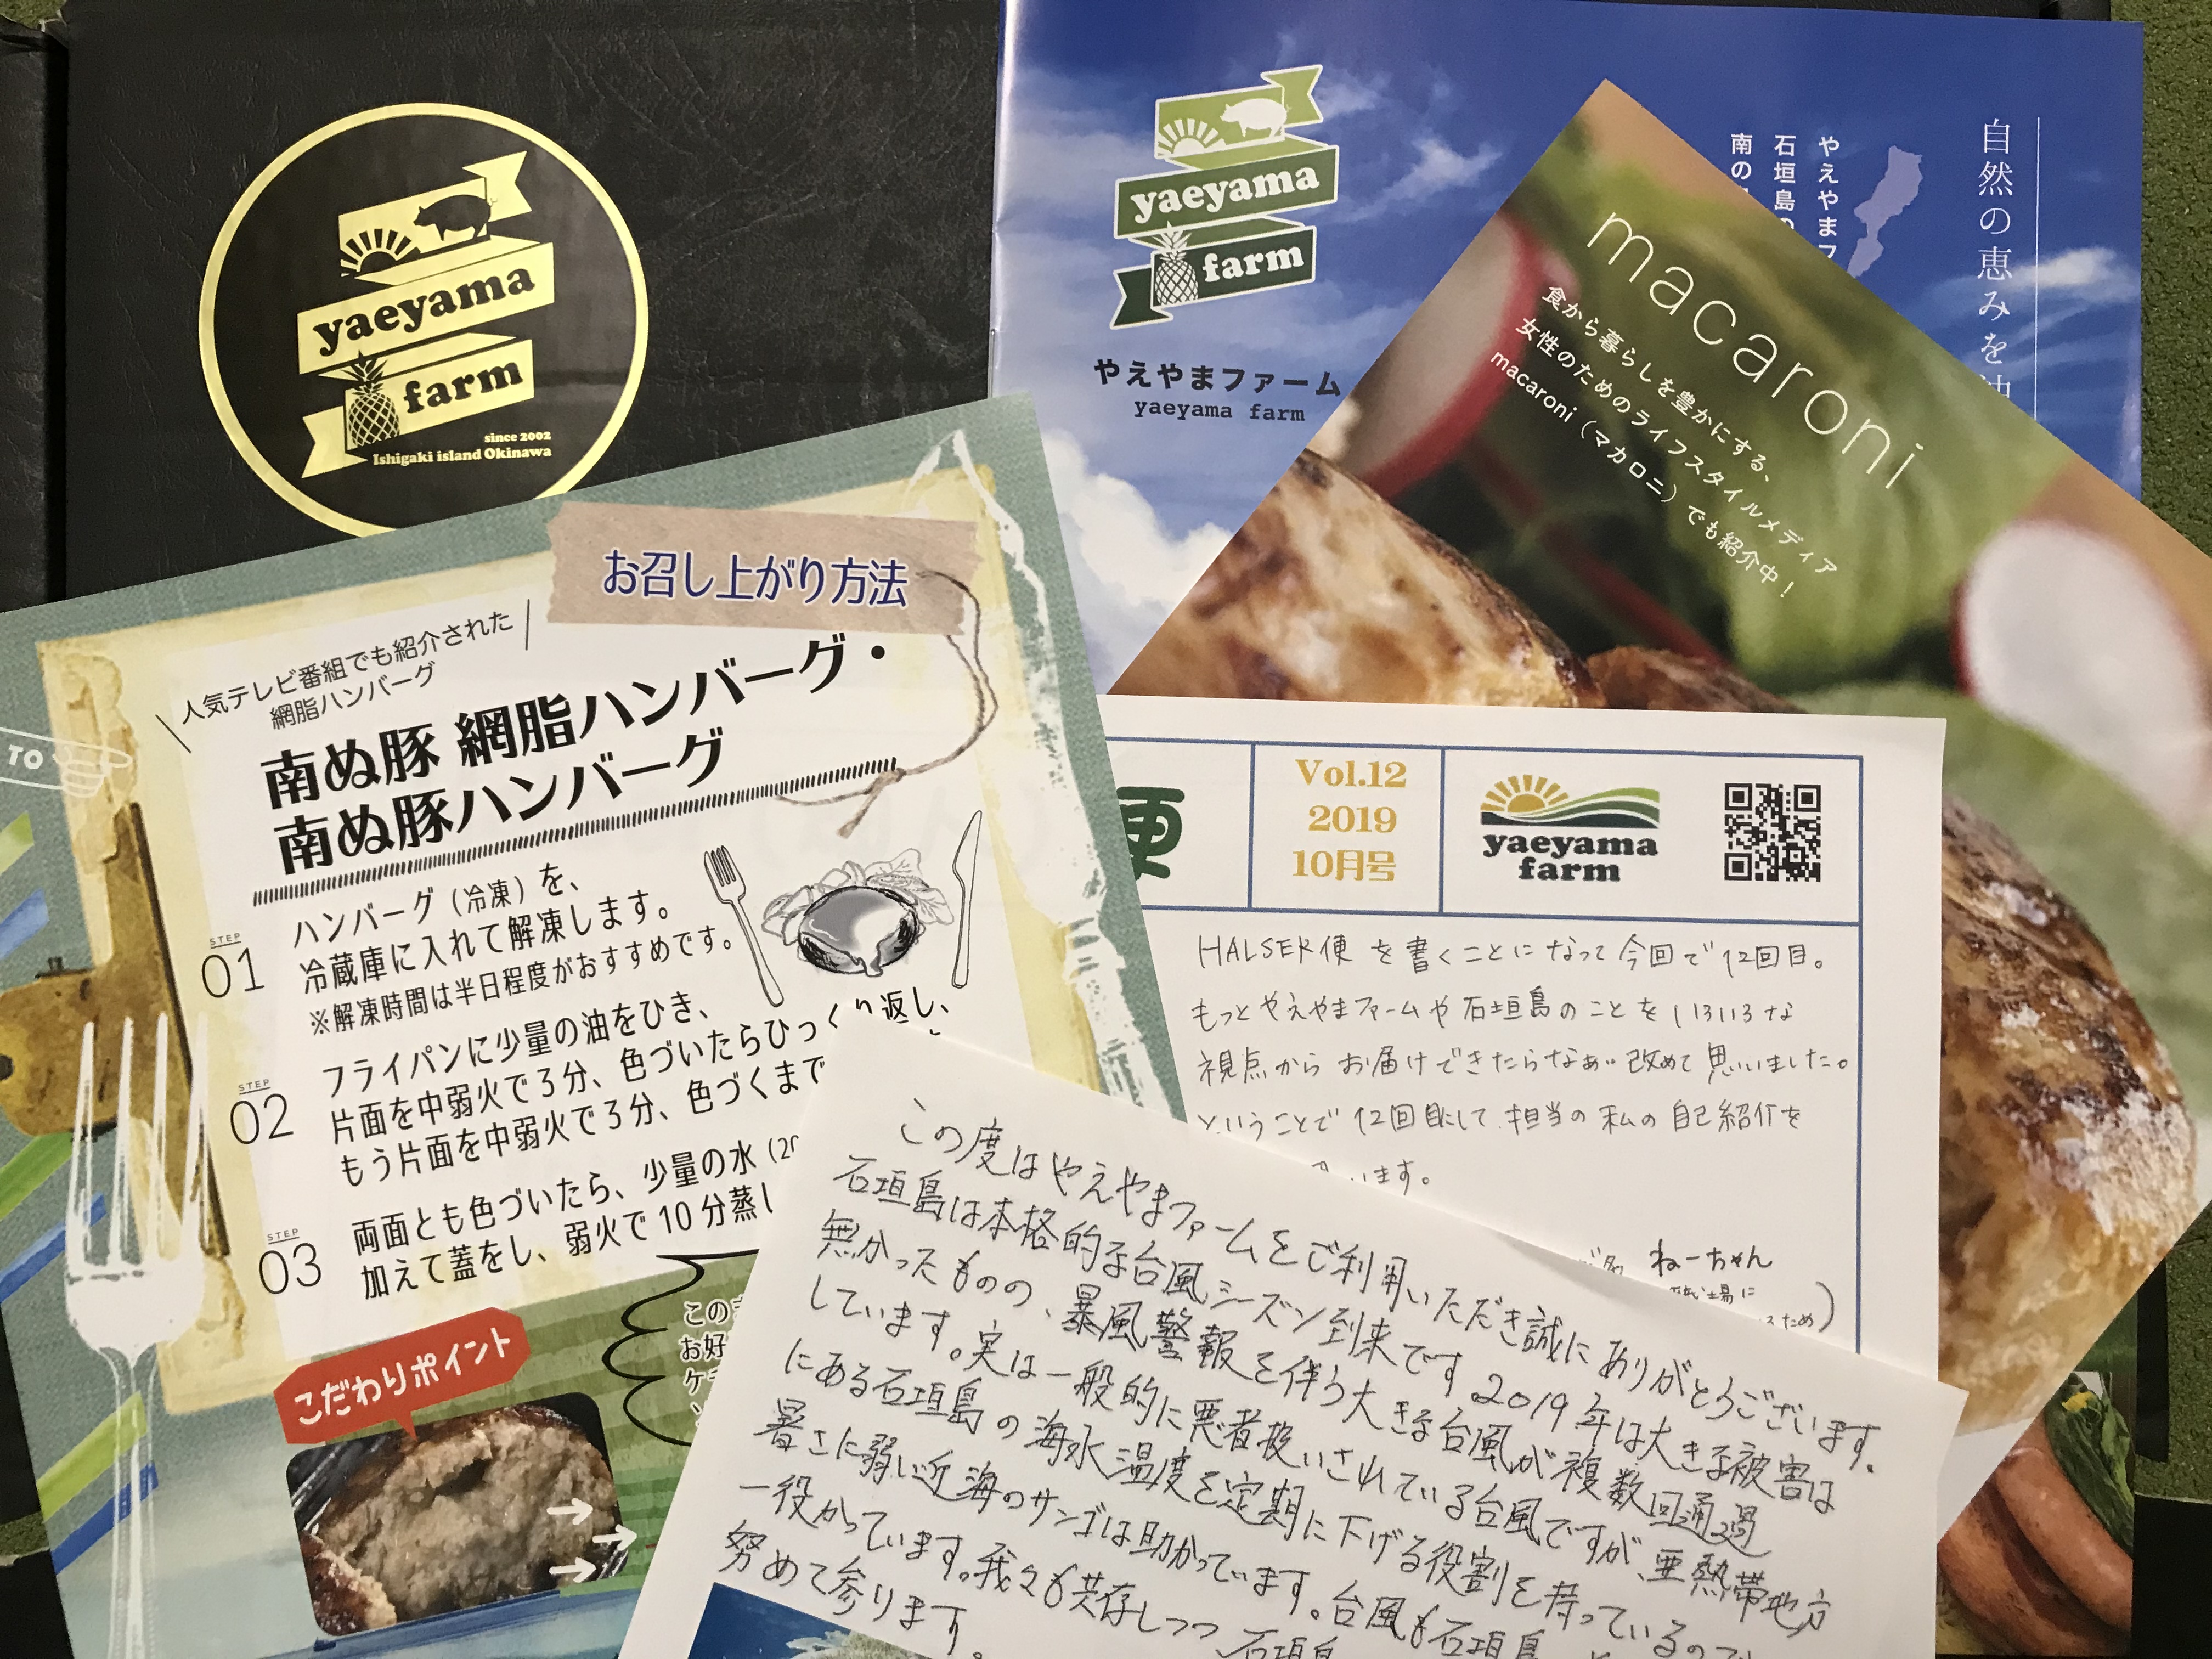 yaeyama
farm
since 2002
Ishigaki island Okinawa
yaeyama
farm
やえやまファーム
yaeyama farm
自然の恵みを
やえやまフ
石垣島の
南の
macaroni
食から暮らしを豊かにする、
女性のためのライフスタイルメディア
macaroni（マカロニ）でも紹介中！
お召し上がり方法
人気テレビ番組でも紹介された
網脂ハンバーグ
南ぬ豚 網脂ハンバーグ・
南ぬ豚ハンバーグ
TO
STEP
01
ハンバーグ（冷凍）を、
冷蔵庫に入れて解凍します。
※解凍時間は半日程度がおすすめです。
STEP
02
フライパンに少量の油をひき、
片面を中弱火で3分、色づいたらひっくり返し、
もう片面を中弱火で3分、色づくまで
STEP
03
両面とも色づいたら、少量の水（20
加えて蓋をし、弱火で10分蒸し
こだわりポイント
この
お好
ケ
便
Vol.12
2019
10月号
yaeyama
farm
HALSER便を書くことになって今回で12回目。
もっとやえやまファームや石垣島のことをいろいろな
視点からお届けできたらなぁ…改めて思いました。
ということで12回目にして、担当の私の自己紹介を
います。
ねーちゃん
場に
ため）
この度はやえやまファームをご利用いただき誠にありがとうございます。
石垣島は本格的な台風シーズン到来です。2019年は大きな被害は
無かったものの、暴風警報を伴う大きな台風が複数回通過
しています。実は一般的に悪者扱いされている台風ですが、亜熱帯地方
にある石垣島の海水温度を定期に下げる役割を持っているので
暑さに弱い近海のサンゴは助かっています。台風も石垣島
一役かっています。我々も共存しつつ 石垣島
努めて参ります。